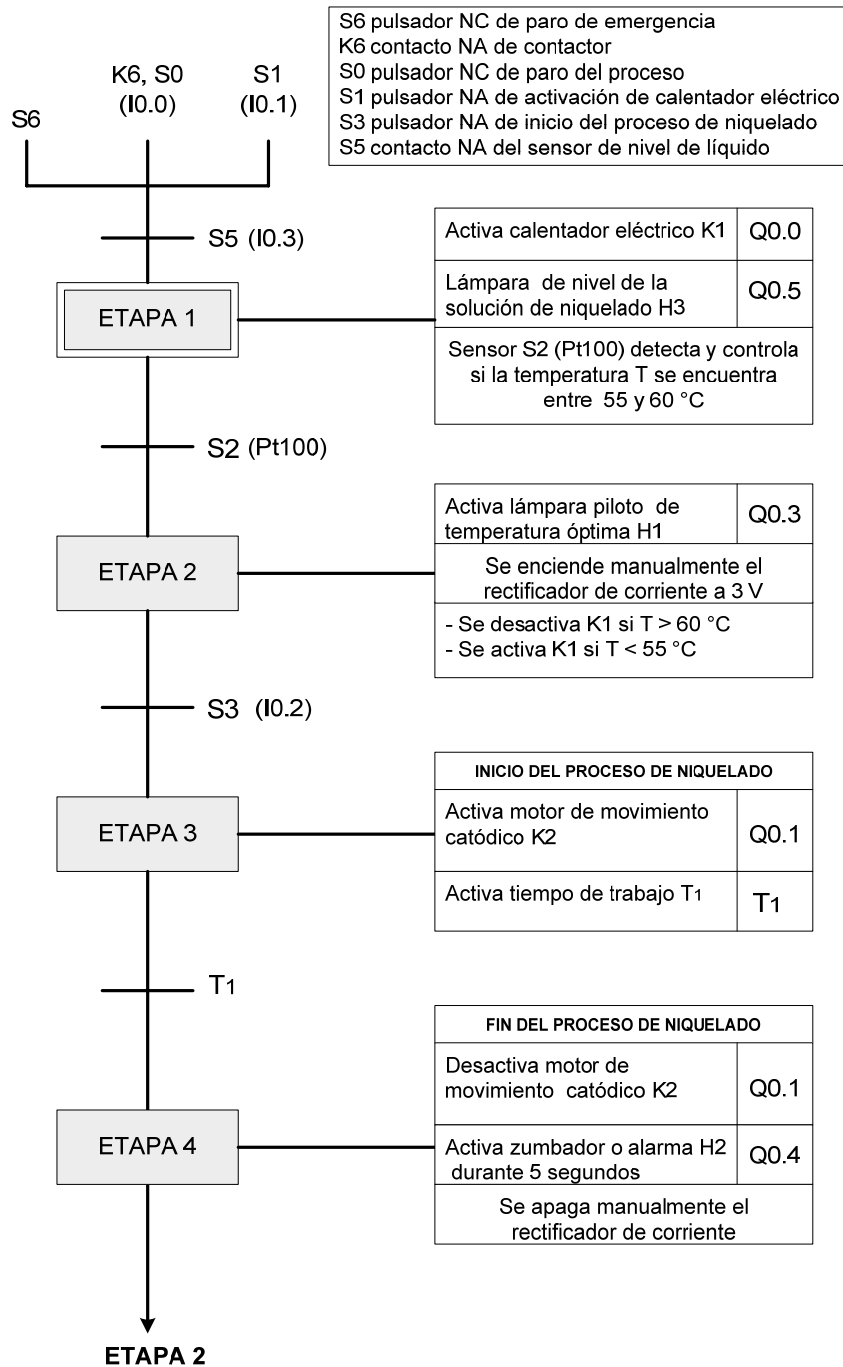 S6 pulsador NC de paro de emergencia
K6 contacto NA de contactor
S0 pulsador NC de paro del proceso
S1 pulsador NA de activación de calentador eléctrico
S3 pulsador NA de inicio del proceso de niquelado
S5 contacto NA del sensor de nivel de líquido
S6
K6, S0
(I0.0)
S1
(I0.1)
S5 (I0.3)
ETAPA 1
Activa calentador eléctrico K1
Q0.0
Lámpara de nivel de la
solución de niquelado H3
Q0.5
Sensor S2 (Pt100) detecta y controla
si la temperatura T se encuentra
entre 55 y 60 °C
S2 (Pt100)
ETAPA 2
Activa lámpara piloto de
temperatura óptima H1
Q0.3
Se enciende manualmente el
rectificador de corriente a 3 V
- Se desactiva K1 si T > 60 °C
- Se activa K1 si T < 55 °C
S3 (I0.2)
ETAPA 3
INICIO DEL PROCESO DE NIQUELADO
Activa motor de movimiento
catódico K2
Q0.1
Activa tiempo de trabajo T1
T1
T1
ETAPA 4
FIN DEL PROCESO DE NIQUELADO
Desactiva motor de
movimiento catódico K2
Q0.1
Activa zumbador o alarma H2
durante 5 segundos
Q0.4
Se apaga manualmente el
rectificador de corriente
ETAPA 2